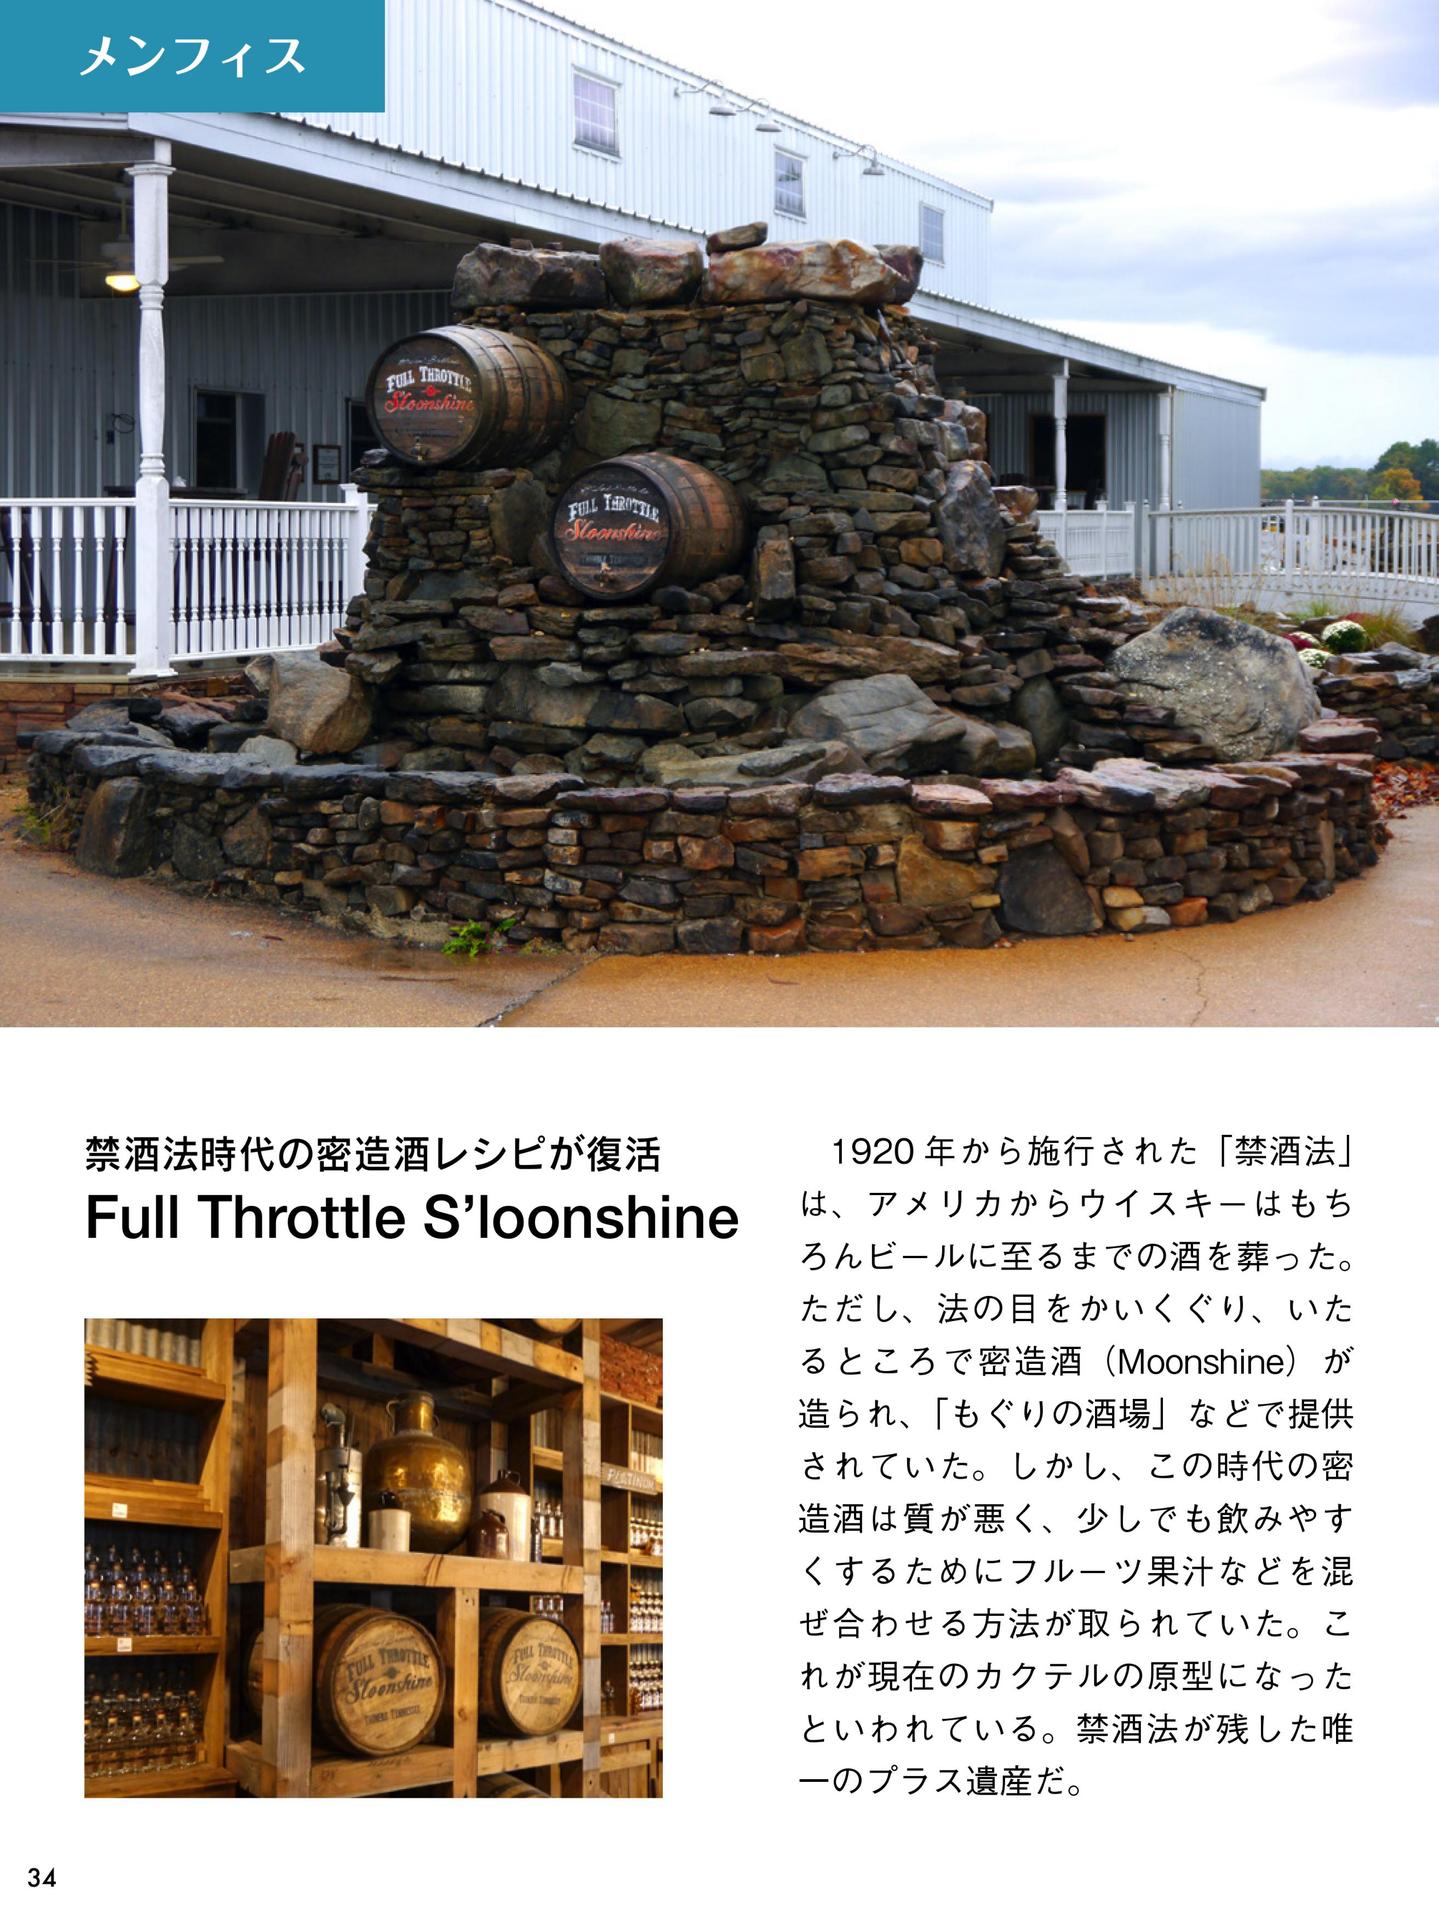 メンフィス
FULL THROTTLE
S'loonshine
FULL THROTTLE
S'loonshine
禁酒法時代の密造酒レシピが復活
Full Throttle S’loonshine
PLATINUM
FULL THROTTLE
S'loonshine
TRIMBLE TENNESSEE
FULL THROTTLE
S'loonshine
1920 年から施行された「禁酒法」
は、アメリカからウイスキーはもち
ろんビールに至るまでの酒を葬った。
ただし、法の目をかいくぐり、いた
るところで密造酒（Moonshine）が
造られ、「もぐりの酒場」などで提供
されていた。しかし、この時代の密
造酒は質が悪く、少しでも飲みやす
くするためにフルーツ果汁などを混
ぜ合わせる方法が取られていた。こ
れが現在のカクテルの原型になった
といわれている。禁酒法が残した唯
一のプラス遺産だ。
34